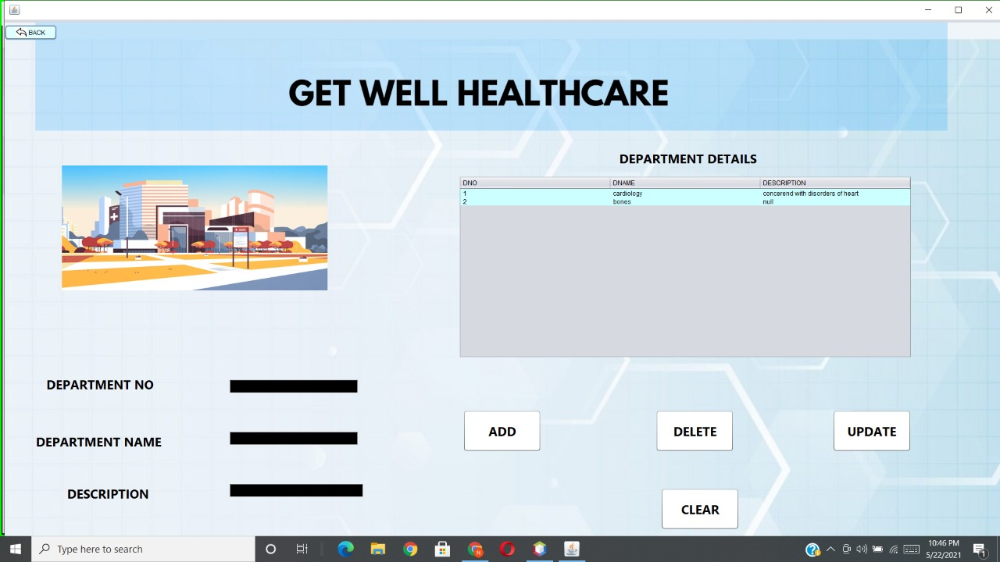 BACK
GET WELL HEALTHCARE
DEPARTMENT DETAILS
DNO DNAME DESCRIPTION
1 cardiology concerend with disorders of heart
2 bones null
DEPARTMENT NO
DEPARTMENT NAME
DESCRIPTION
ADD DELETE UPDATE
CLEAR
Type here to search
10:46 PM
5/22/2021
1